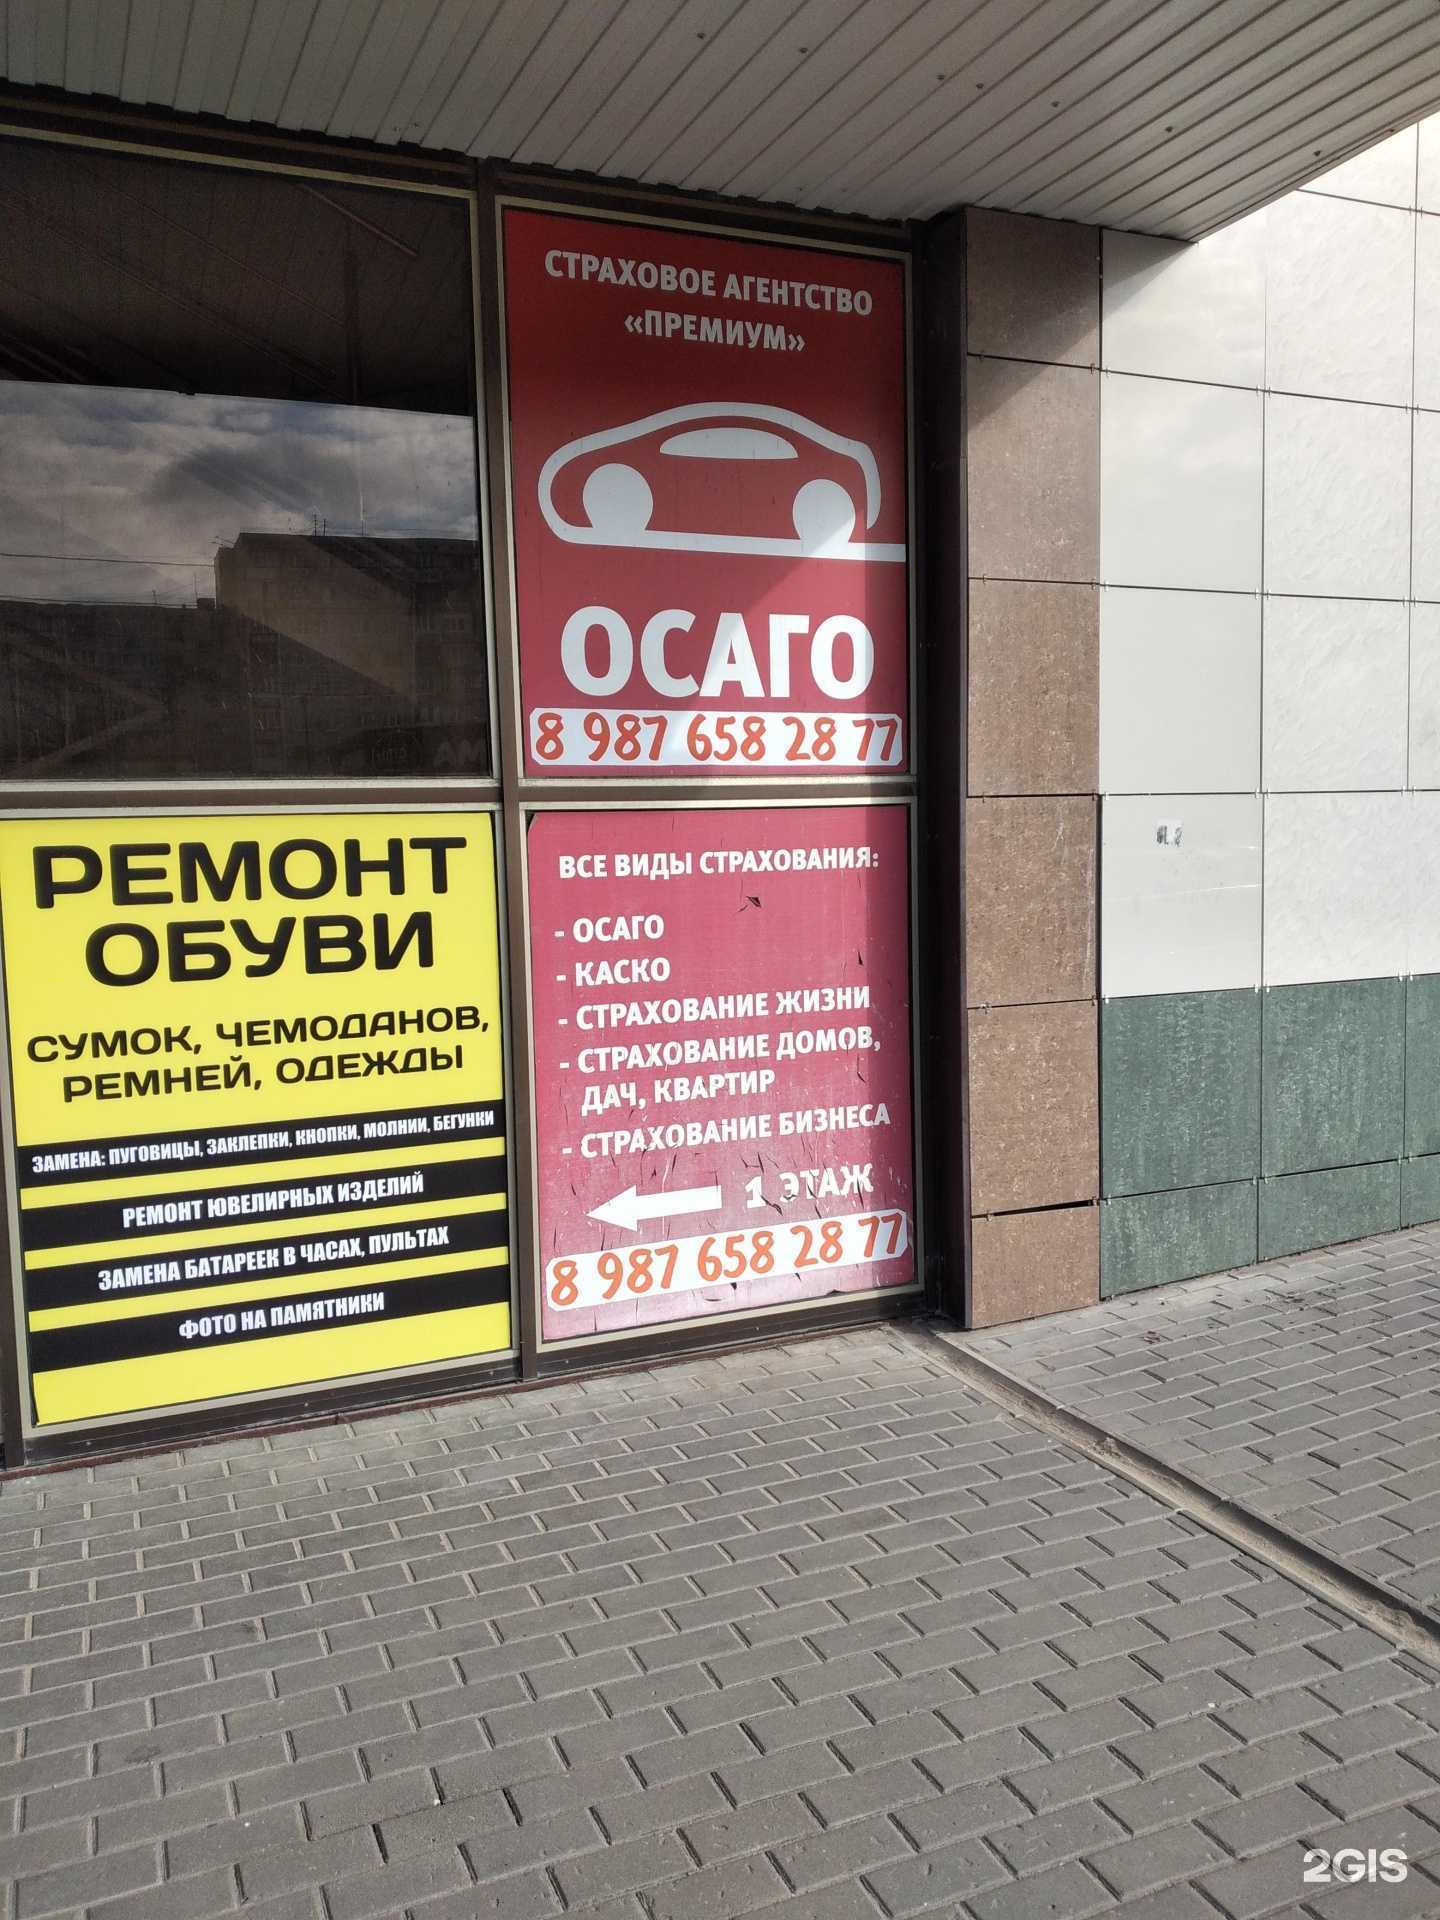 СТРАХОВОЕ АГЕНТСТВО
«ПРЕМИУМ»
ОСАГО
8 987 658 28 77
ВСЕ ВИДЫ СТРАХОВАНИЯ:
- ОСАГО
- КАСКО
- СТРАХОВАНИЕ ЖИЗНИ
- СТРАХОВАНИЕ ДОМОВ,
ДАЧ, КВАРТИР
- СТРАХОВАНИЕ БИЗНЕСА
1 ЭТАЖ
8 987 658 28 77
РЕМОНТ
ОБУВИ
СУМОК, ЧЕМОДАНОВ,
РЕМНЕЙ, ОДЕЖДЫ
ЗАМЕНА: ПУГОВИЦЫ, ЗАКЛЕПКИ, КНОПКИ, МОЛНИИ, БЕГУНКИ
РЕМОНТ ЮВЕЛИРНЫХ ИЗДЕЛИЙ
ЗАМЕНА БАТАРЕЕК В ЧАСАХ, ПУЛЬТАХ
ФОТО НА ПАМЯТНИКИ
2GIS